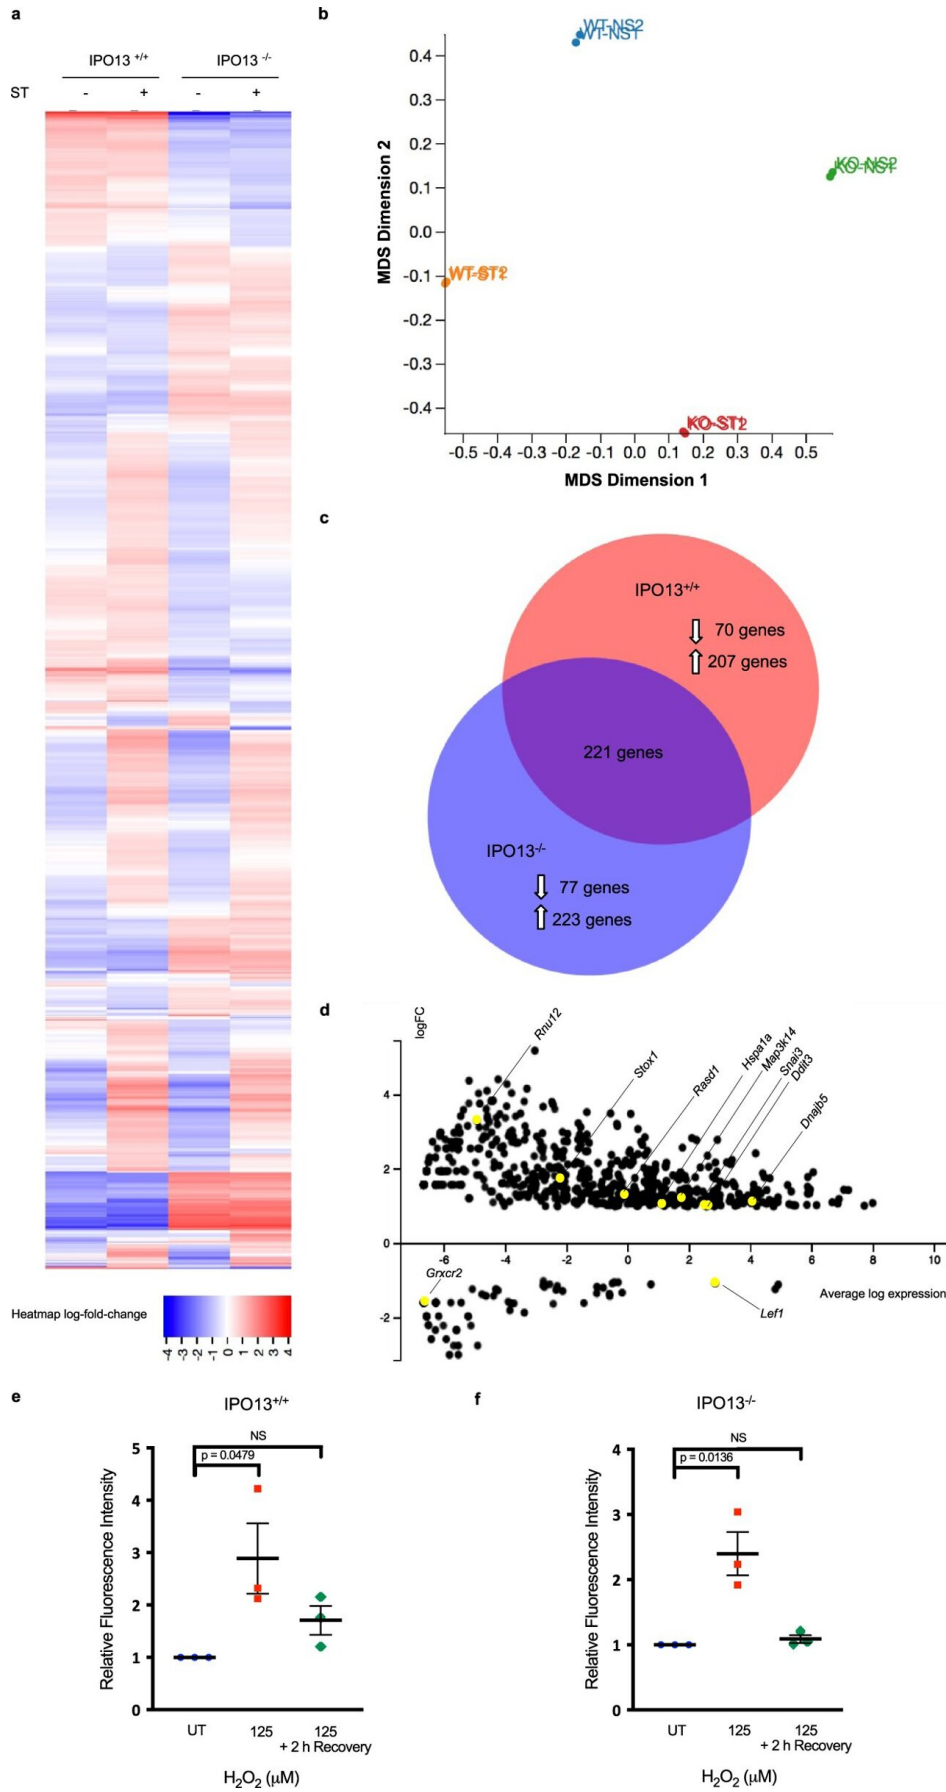 a
IPO13 +/+
IPO13 -/-
ST
-
+
-
+
Heatmap log-fold-change
-4 -3 -2 -1 0 1 2 3 4
b
MDS Dimension 2
0.4
0.3
0.2
0.1
0.0
-0.1
-0.2
-0.3
-0.4
WT-NS2
WT-NS1
KO-NS2
KO-NS1
WT-ST2
KO-ST2
-0.5 -0.4 -0.3 -0.2 -0.1 0.0 0.1 0.2 0.3 0.4 0.5
MDS Dimension 1
c
IPO13+/+
⇩ 70 genes
⇧ 207 genes
221 genes
IPO13-/-
⇩ 77 genes
⇧ 223 genes
d
logFC
Rnu12
Stox1
Rasd1
Hspa1a
Map3k14
Snai3
Ddit3
Dnajb5
4
2
0
-2
-6 -4 -2 0 2 4 6 8 10
Grxcr2
Lef1
Average log expression
e
IPO13+/+
Relative Fluorescence Intensity
5
4
3
2
1
0
NS
p = 0.0479
UT
125
125
+ 2 h Recovery
H2O2 (μM)
f
IPO13-/-
Relative Fluorescence Intensity
4
3
2
1
0
NS
p = 0.0136
UT
125
125
+ 2 h Recovery
H2O2 (μM)